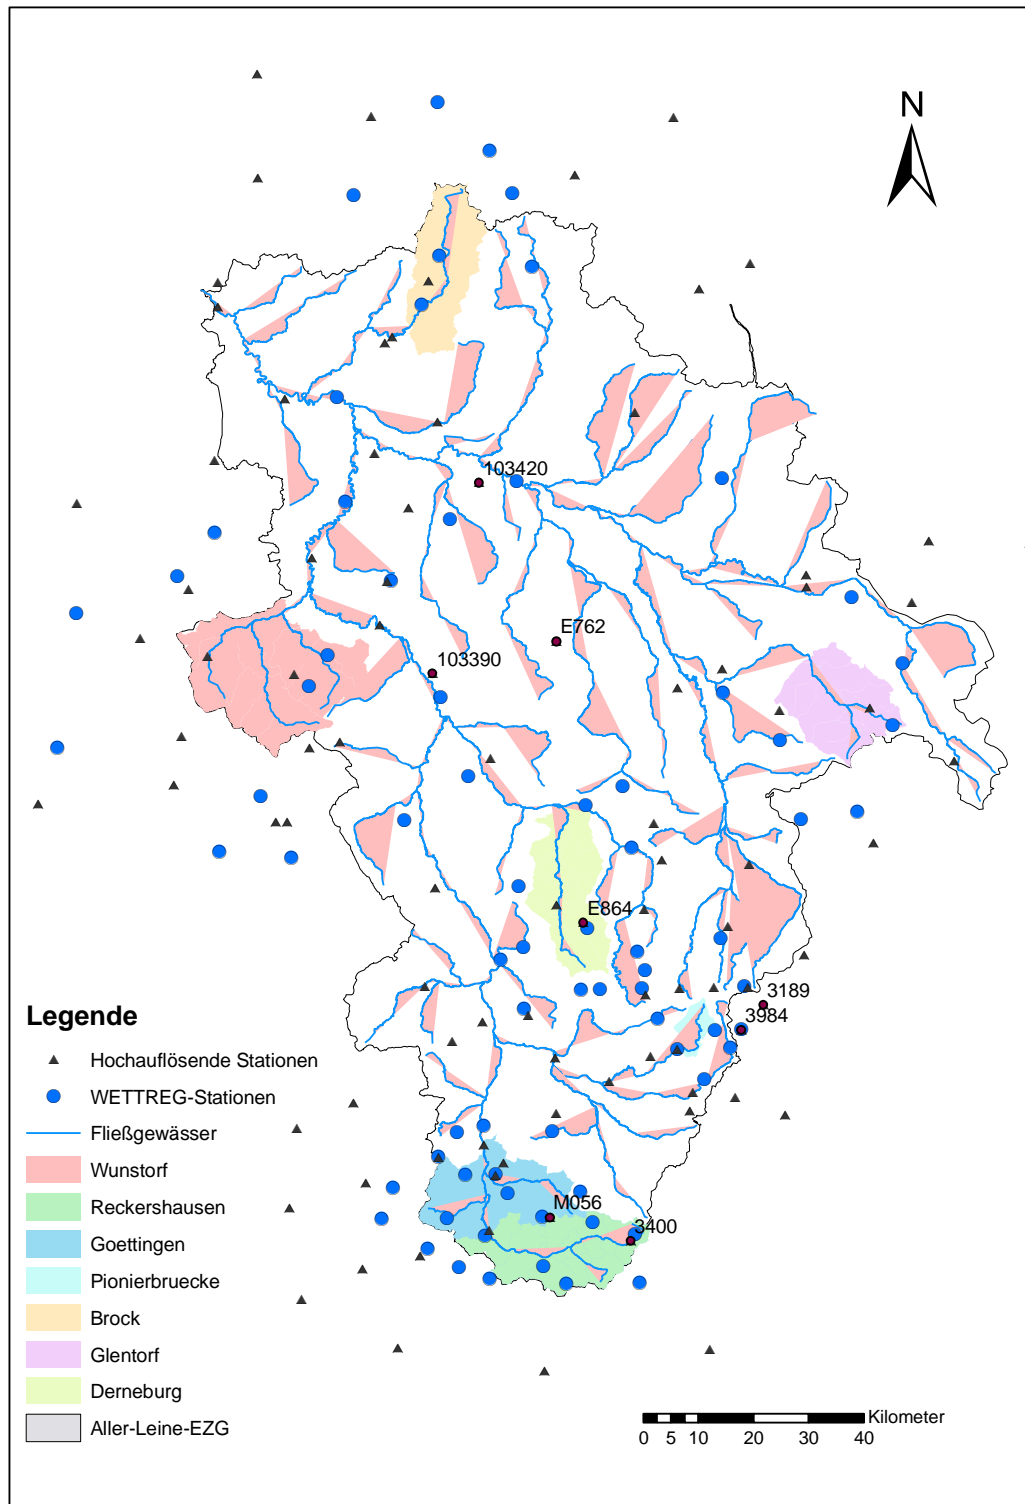 N
103420
E762
103390
E864
3189
3984
M056
3400
Legende
Hochauflösende Stationen
WETTREG-Stationen
Fließgewässer
Wunstorf
Reckershausen
Goettingen
Pionierbruecke
Brock
Glentorf
Derneburg
Aller-Leine-EZG
Kilometer
0 5 10 20 30 40